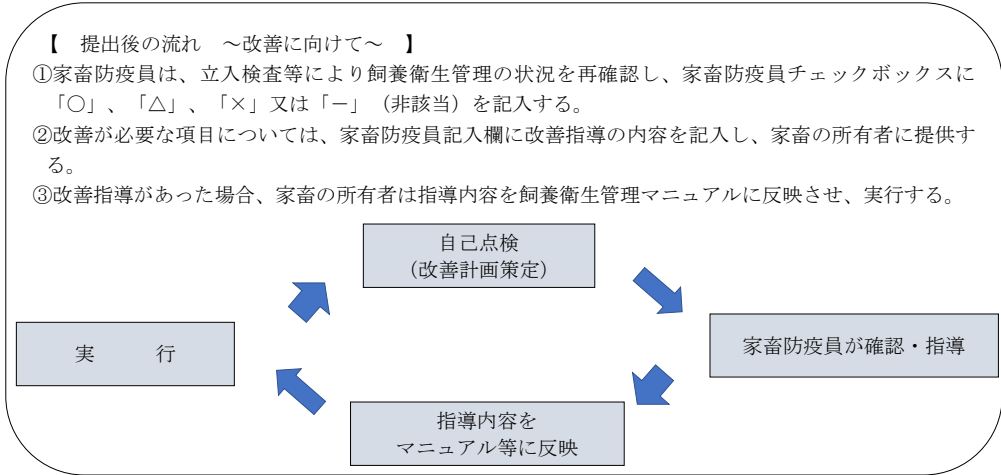 【　提出後の流れ　～改善に向けて～　】
①家畜防疫員は、立入検査等により飼養衛生管理の状況を再確認し、家畜防疫員チェックボックスに
「○」、「△」、「×」又は「－」（非該当）を記入する。
②改善が必要な項目については、家畜防疫員記入欄に改善指導の内容を記入し、家畜の所有者に提供す
る。
③改善指導があった場合、家畜の所有者は指導内容を飼養衛生管理マニュアルに反映させ、実行する。
自己点検
（改善計画策定）
実　　　行
家畜防疫員が確認・指導
指導内容を
マニュアル等に反映